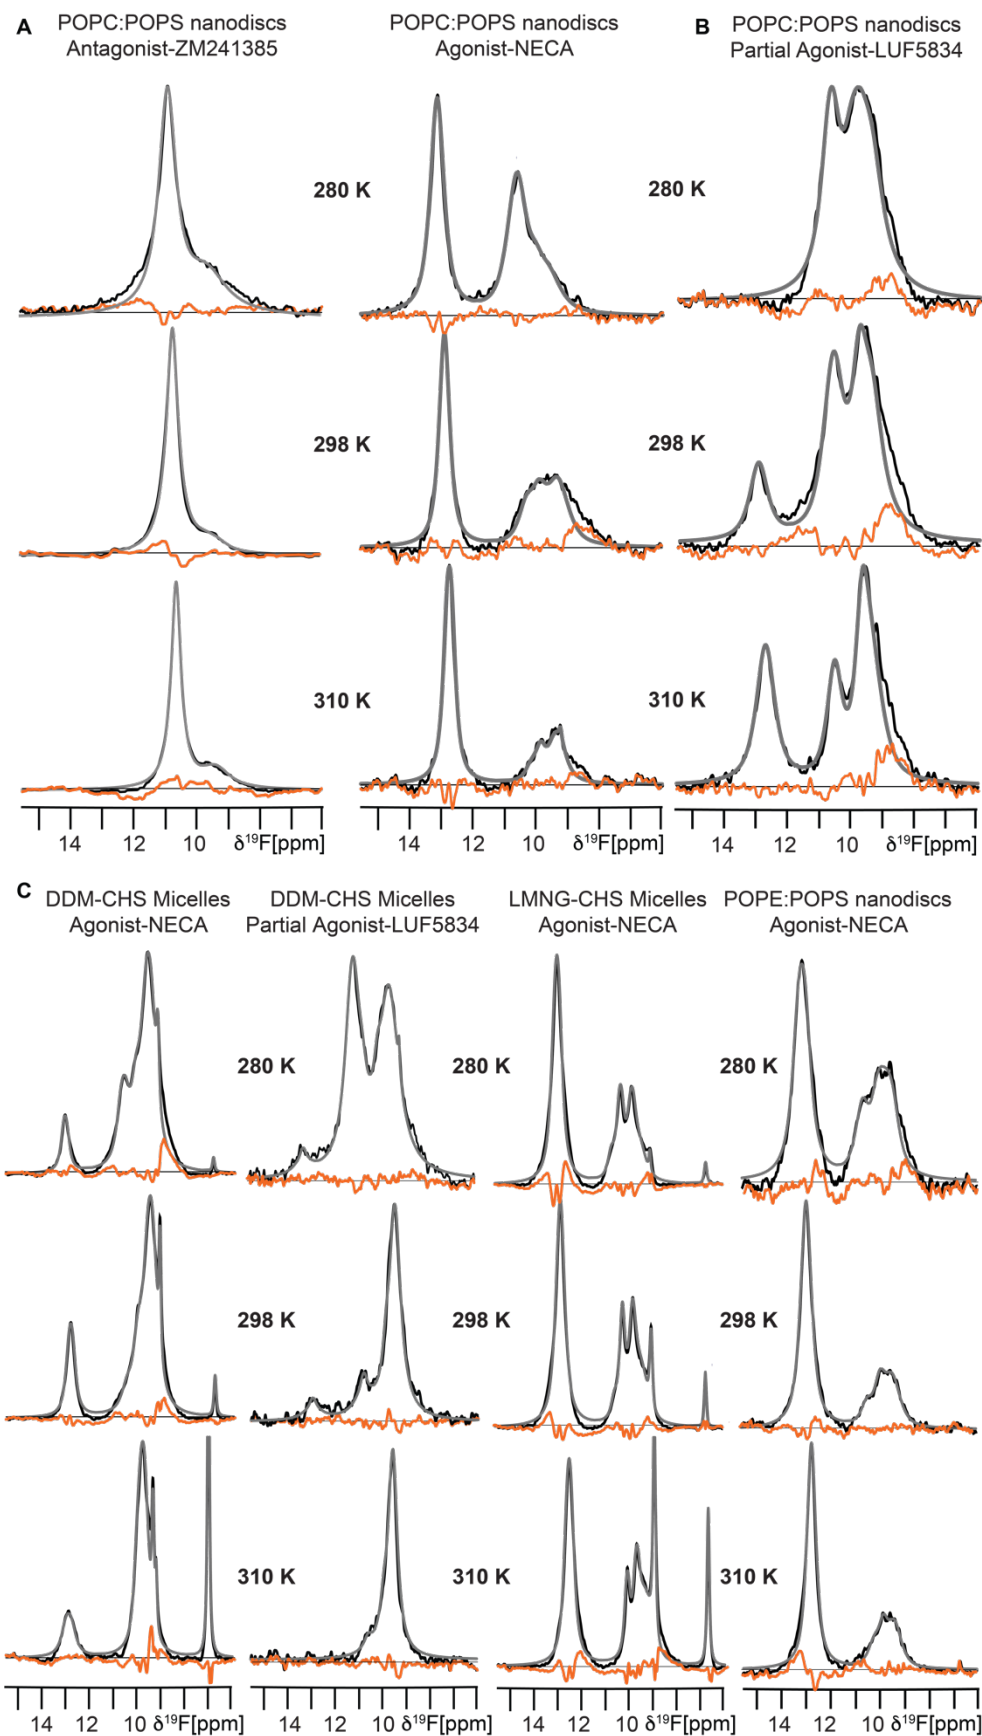 A
POPC:POPS nanodiscs
Antagonist-ZM241385
POPC:POPS nanodiscs
Agonist-NECA
B
POPC:POPS nanodiscs
Partial Agonist-LUF5834
280 K
280 K
298 K
298 K
310 K
310 K
14 10 δ¹⁹F[ppm]
14 10 δ¹⁹F[ppm]
14 12 10 δ¹⁹F[ppm]
C
DDM-CHS Micelles
Agonist-NECA
DDM-CHS Micelles
Partial Agonist-LUF5834
LMNG-CHS Micelles
Agonist-NECA
POPE:POPS nanodiscs
Agonist-NECA
280 K
280 K
280 K
298 K
298 K
298 K
310 K
310 K
310 K
14 12 10 δ¹⁹F[ppm]
14 12 10 δ¹⁹F[ppm]
14 12 10 δ¹⁹F[ppm]
14 12 10 δ¹⁹F[ppm]